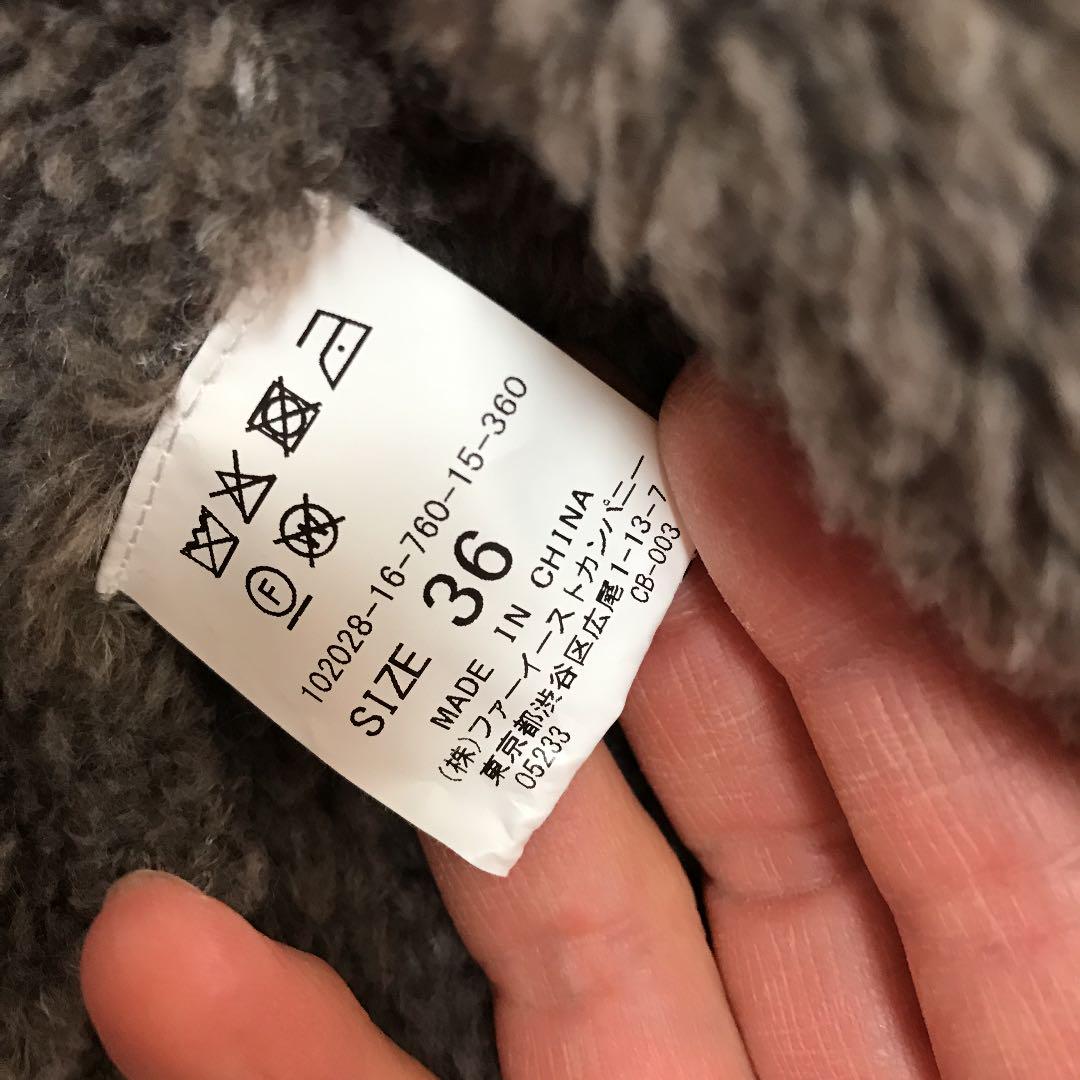 W
F
102028-16-760-15-360
SIZE 36
MADE IN CHINA
(株)ファーイーストカンパニー
東京都渋谷区広尾1-13-7
05233 CB-003